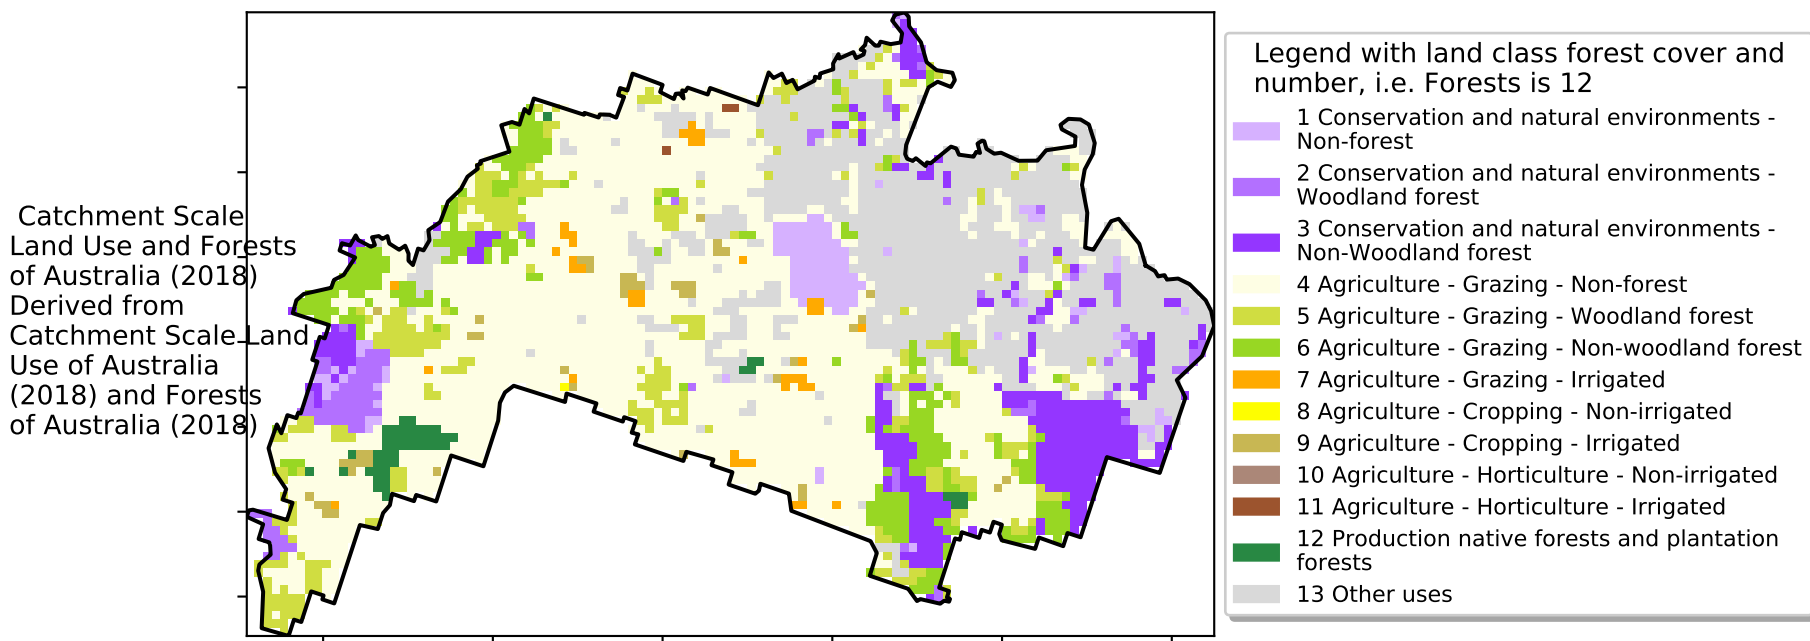 Catchment Scale
Land Use and Forests
of Australia (2018)
Derived from
Catchment Scale Land
Use of Australia
(2018) and Forests
of Australia (2018)
Legend with land class forest cover and
number, i.e. Forests is 12
1 Conservation and natural environments -
Non-forest
2 Conservation and natural environments -
Woodland forest
3 Conservation and natural environments -
Non-Woodland forest
4 Agriculture - Grazing - Non-forest
5 Agriculture - Grazing - Woodland forest
6 Agriculture - Grazing - Non-woodland forest
7 Agriculture - Grazing - Irrigated
8 Agriculture - Cropping - Non-irrigated
9 Agriculture - Cropping - Irrigated
10 Agriculture - Horticulture - Non-irrigated
11 Agriculture - Horticulture - Irrigated
12 Production native forests and plantation
forests
13 Other uses